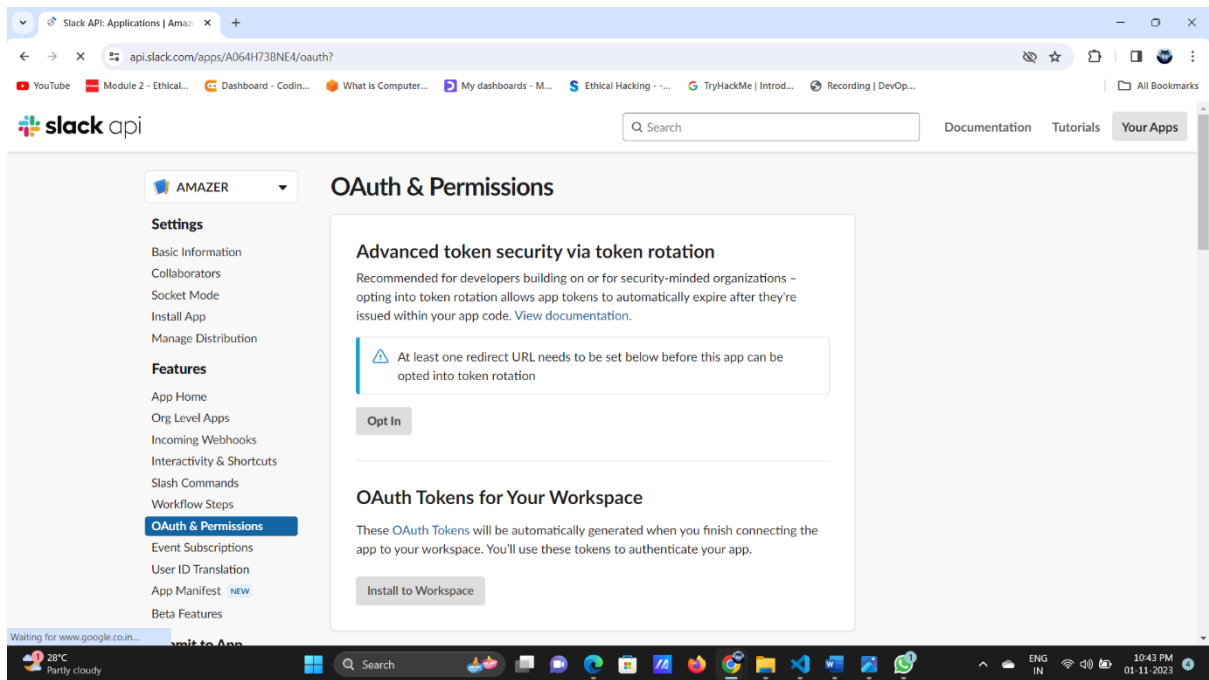 Slack API: Applications | Amaz
api.slack.com/apps/A064H73BNE4/oauth?
YouTube
Module 2 - Ethical...
Dashboard - Codin...
What is Computer...
My dashboards - M...
Ethical Hacking - -...
TryHackMe | Introd...
Recording | DevOp...
All Bookmarks
slack api
Search
Documentation
Tutorials
Your Apps
AMAZER
Settings
Basic Information
Collaborators
Socket Mode
Install App
Manage Distribution
Features
App Home
Org Level Apps
Incoming Webhooks
Interactivity & Shortcuts
Slash Commands
Workflow Steps
OAuth & Permissions
Event Subscriptions
User ID Translation
App Manifest NEW
Beta Features
OAuth & Permissions
Advanced token security via token rotation
Recommended for developers building on or for security-minded organizations –
opting into token rotation allows app tokens to automatically expire after they're
issued within your app code. View documentation.
At least one redirect URL needs to be set below before this app can be
opted into token rotation
Opt In
OAuth Tokens for Your Workspace
These OAuth Tokens will be automatically generated when you finish connecting the
app to your workspace. You'll use these tokens to authenticate your app.
Install to Workspace
Waiting for www.google.co.in...
28°C
Partly cloudy
Search
ENG
IN
10:43 PM
01-11-2023
4